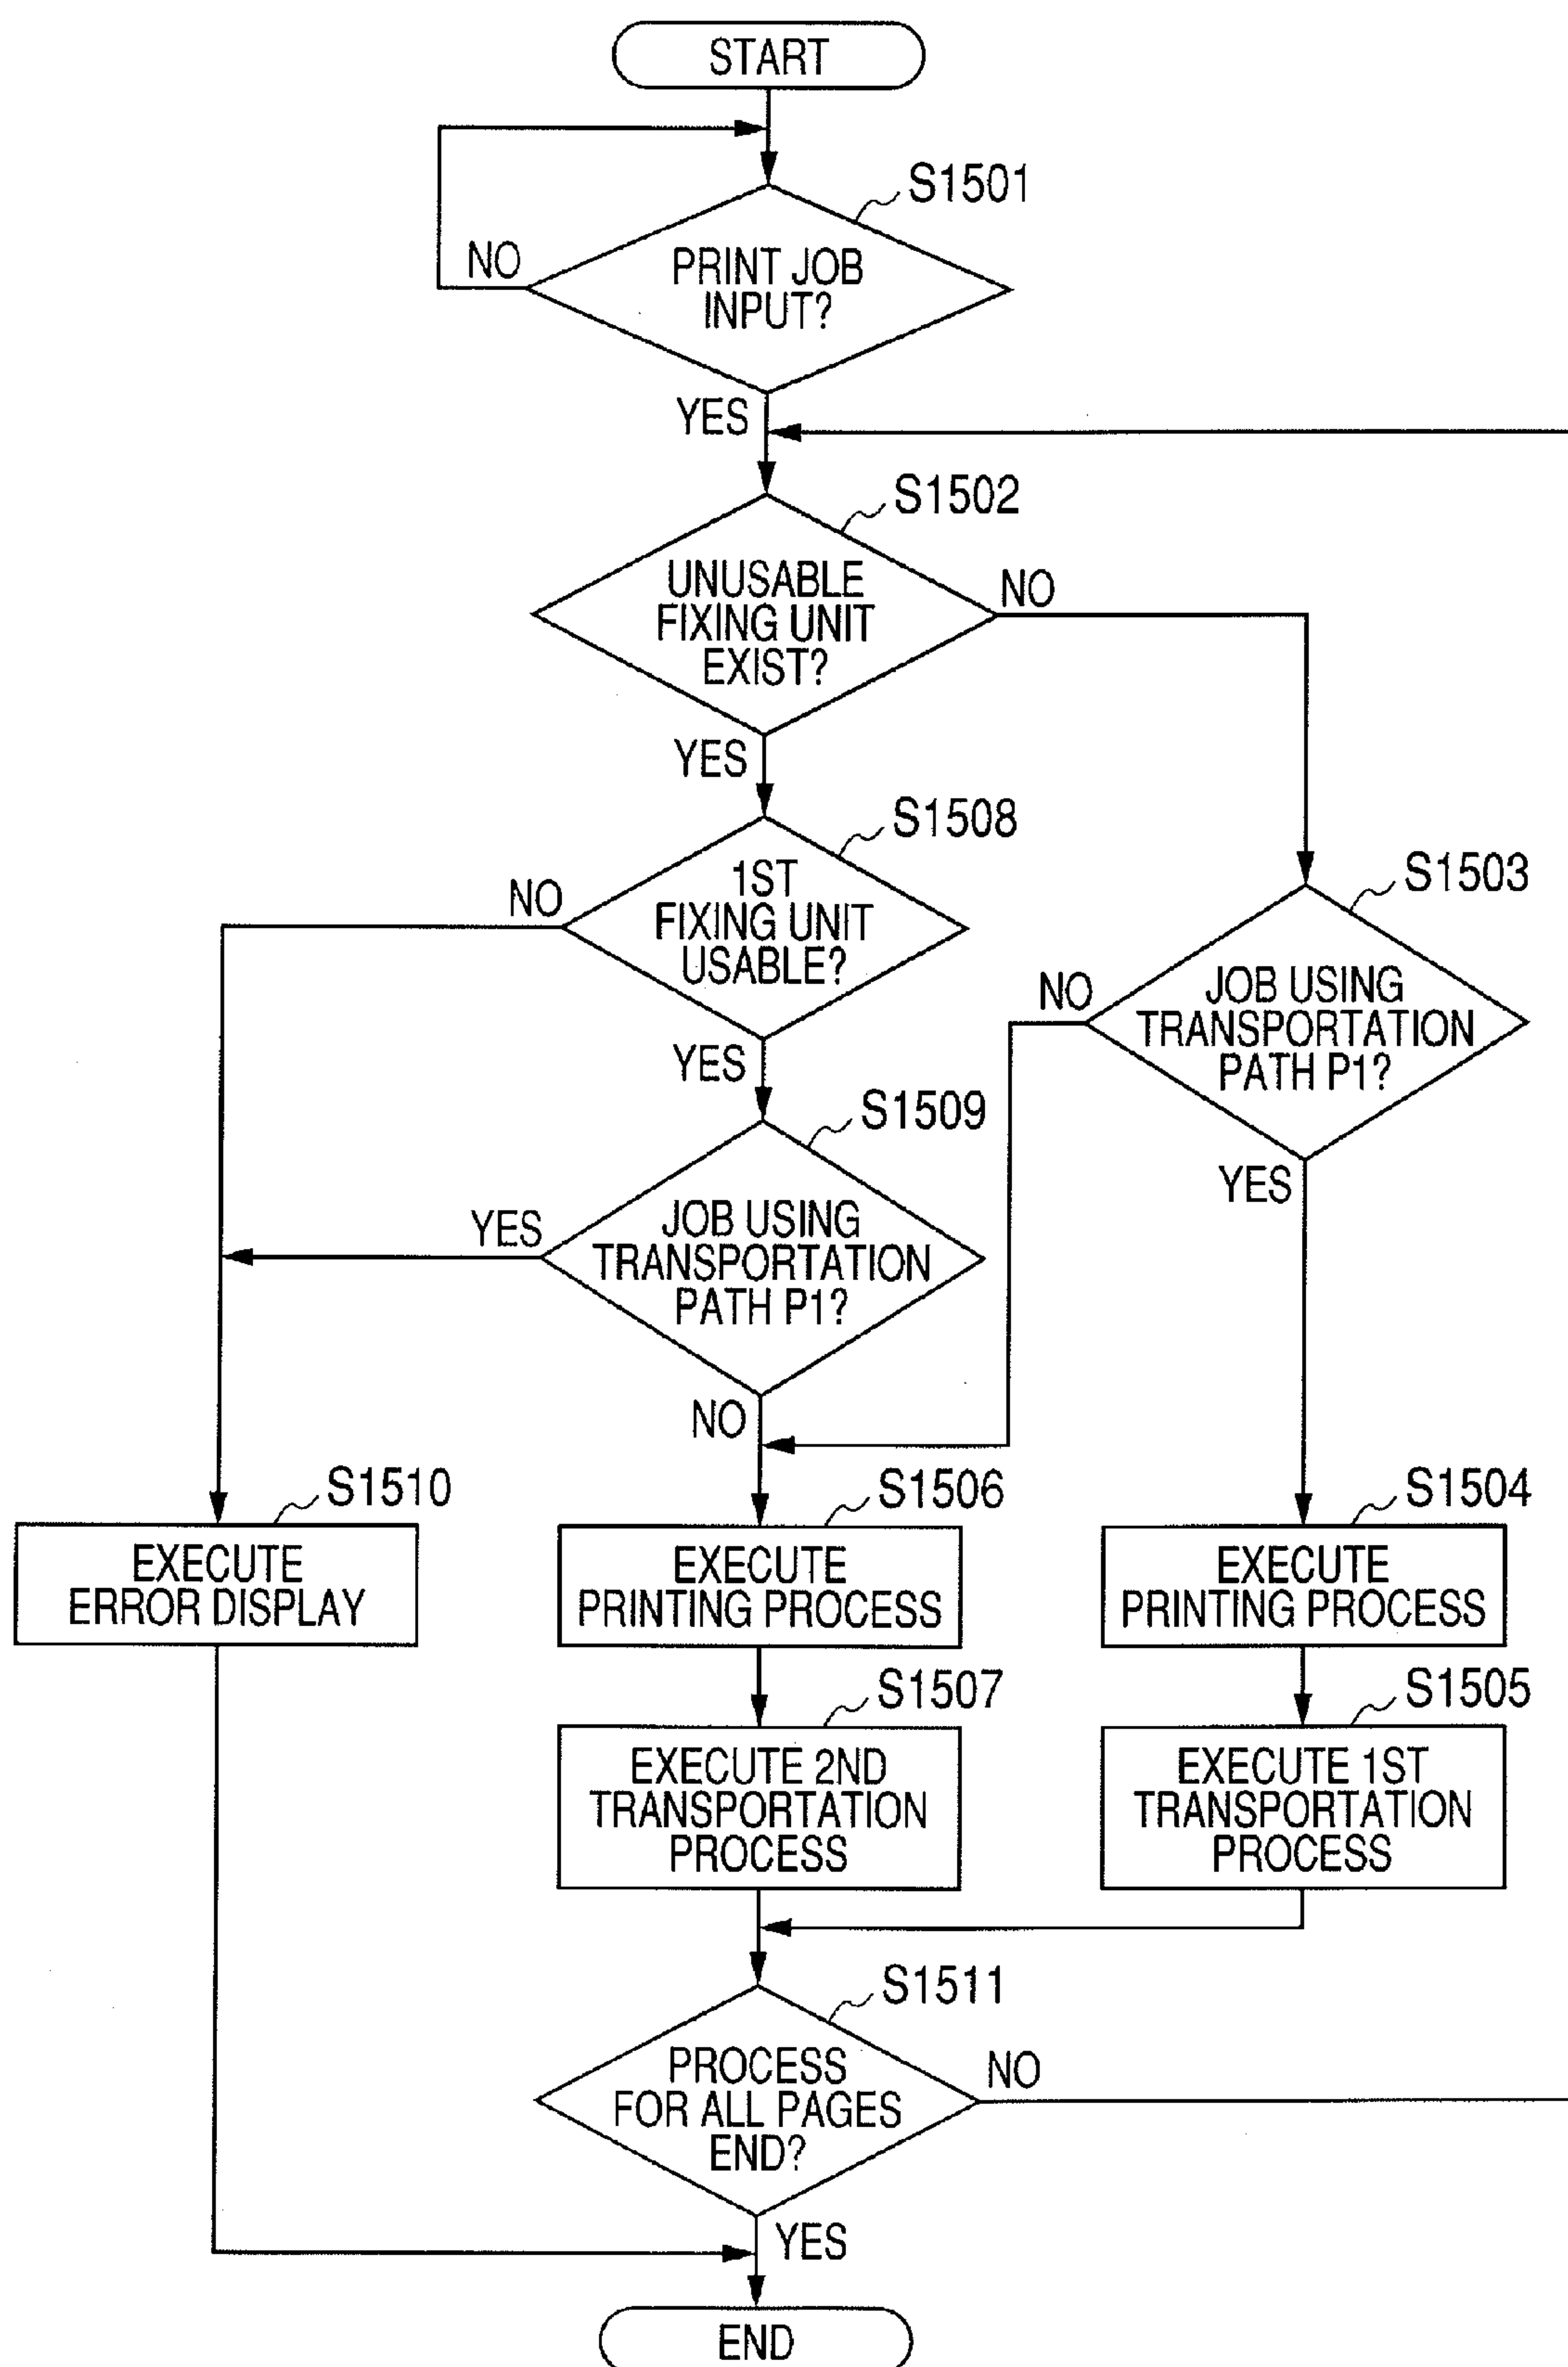 START
S1501
NO
PRINT JOB
INPUT?
YES
S1502
UNUSABLE
FIXING UNIT
EXIST?
NO
YES
S1508
1ST
FIXING UNIT
USABLE?
NO
YES
S1503
JOB USING
TRANSPORTATION
PATH P1?
NO
YES
S1509
JOB USING
TRANSPORTATION
PATH P1?
YES
NO
S1510
EXECUTE
ERROR DISPLAY
S1506
EXECUTE
PRINTING PROCESS
S1504
EXECUTE
PRINTING PROCESS
S1507
EXECUTE 2ND
TRANSPORTATION
PROCESS
S1505
EXECUTE 1ST
TRANSPORTATION
PROCESS
S1511
PROCESS
FOR ALL PAGES
END?
NO
YES
END